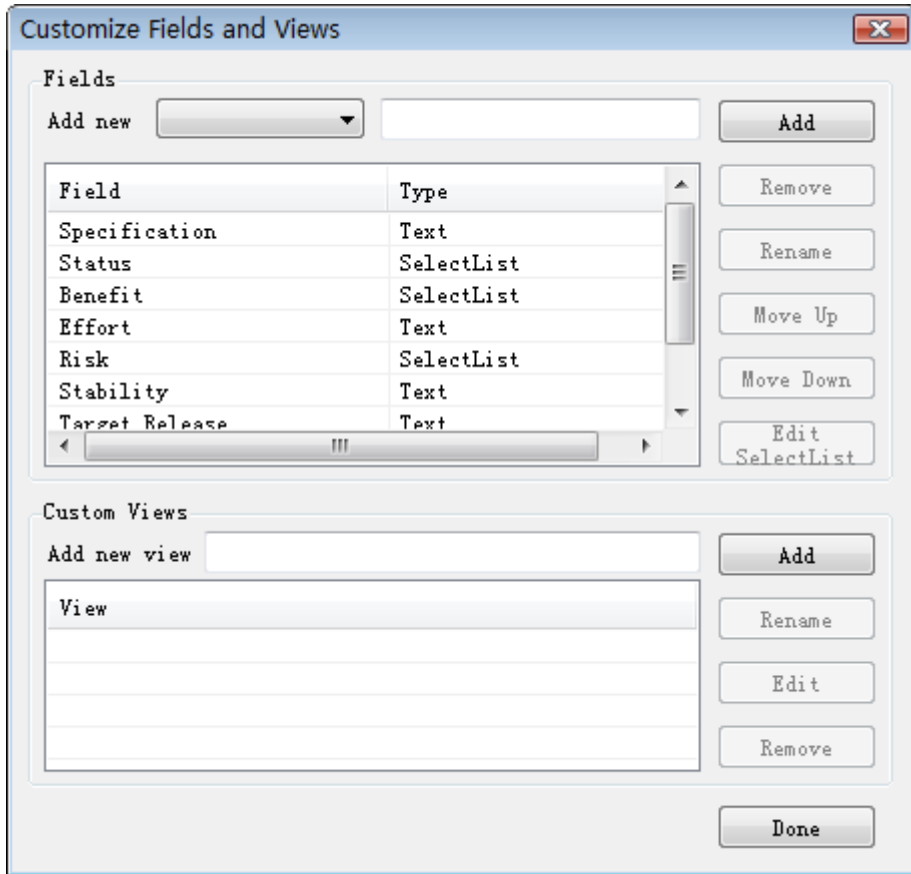 Customize Fields and Views
Fields
Add new
Add
Field Type
Remove
Specification Text
Rename
Status SelectList
Benefit SelectList
Move Up
Effort Text
Risk SelectList
Move Down
Stability Text
Target Release Text
Edit
SelectList
Custom Views
Add new view
Add
View
Rename
Edit
Remove
Done